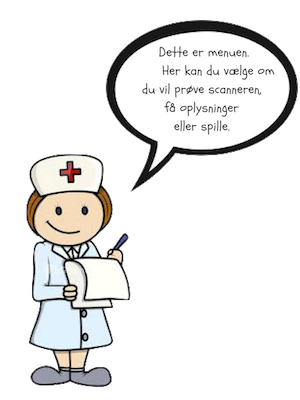 Dette er menuen.
Her kan du vælge om
du vil prøve scanneren,
få oplysninger
eller spille.